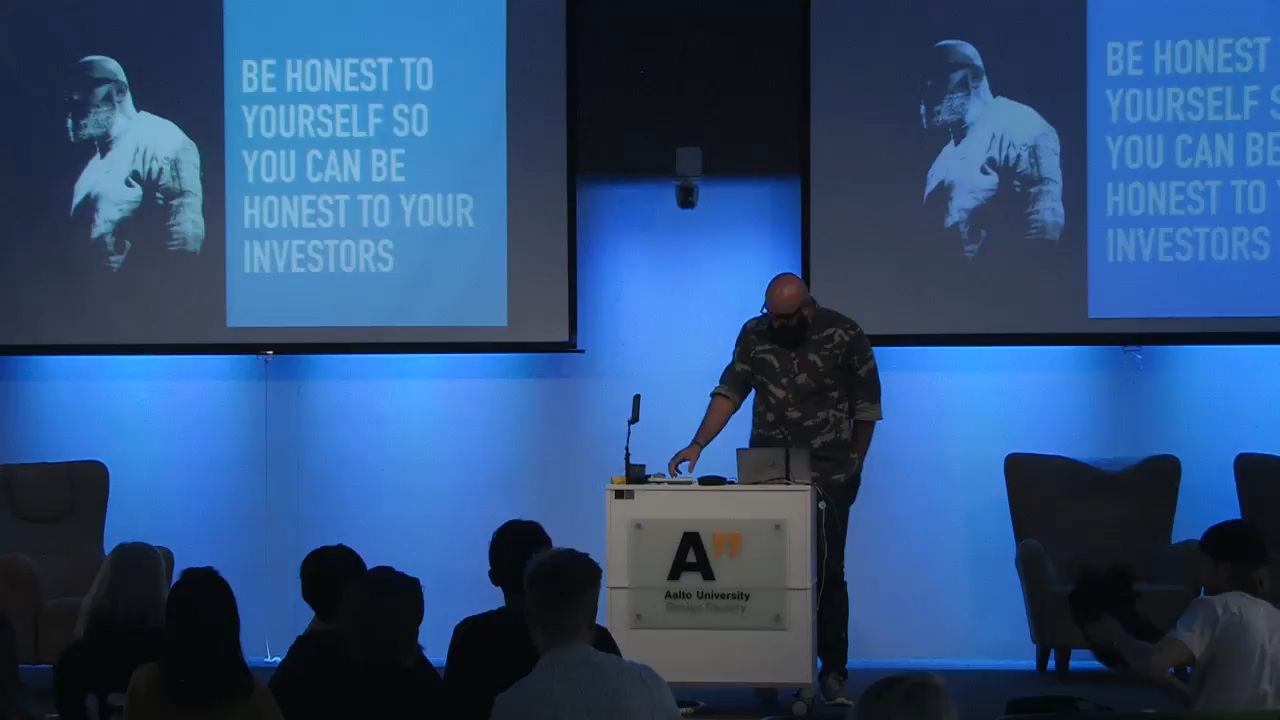 BE HONEST TO
YOURSELF SO
YOU CAN BE
HONEST TO YOUR
INVESTORS
BE HONEST
YOURSELF S
YOU CAN BE
HONEST TO
INVESTORS
A”
Aalto University